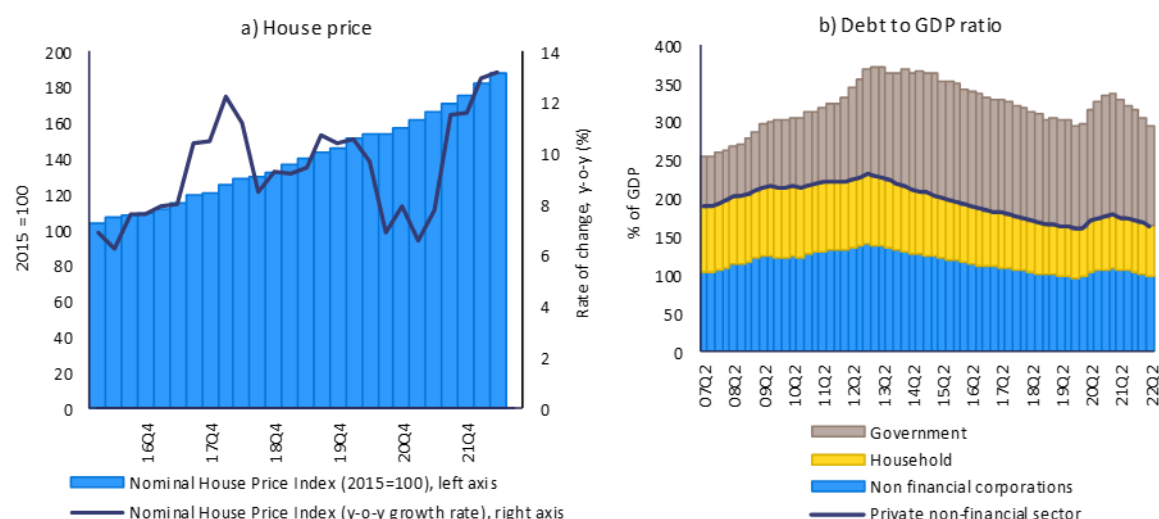 a) House price
200
180
160
140
120
100
80
60
40
20
0
2015 =100
14
12
10
8
6
4
2
0
Rate of change, y-o-y (%)
16Q4
17Q4
18Q4
19Q4
20Q4
21Q4
Nominal House Price Index (2015=100), left axis
Nominal House Price Index (y-o-y growth rate), right axis
b) Debt to GDP ratio
400
350
300
250
200
150
100
50
0
% of GDP
07Q2
08Q2
09Q2
10Q2
11Q2
12Q2
13Q2
14Q2
15Q2
16Q2
17Q2
18Q2
19Q2
20Q2
21Q2
22Q2
Government
Household
Non financial corporations
Private non-financial sector